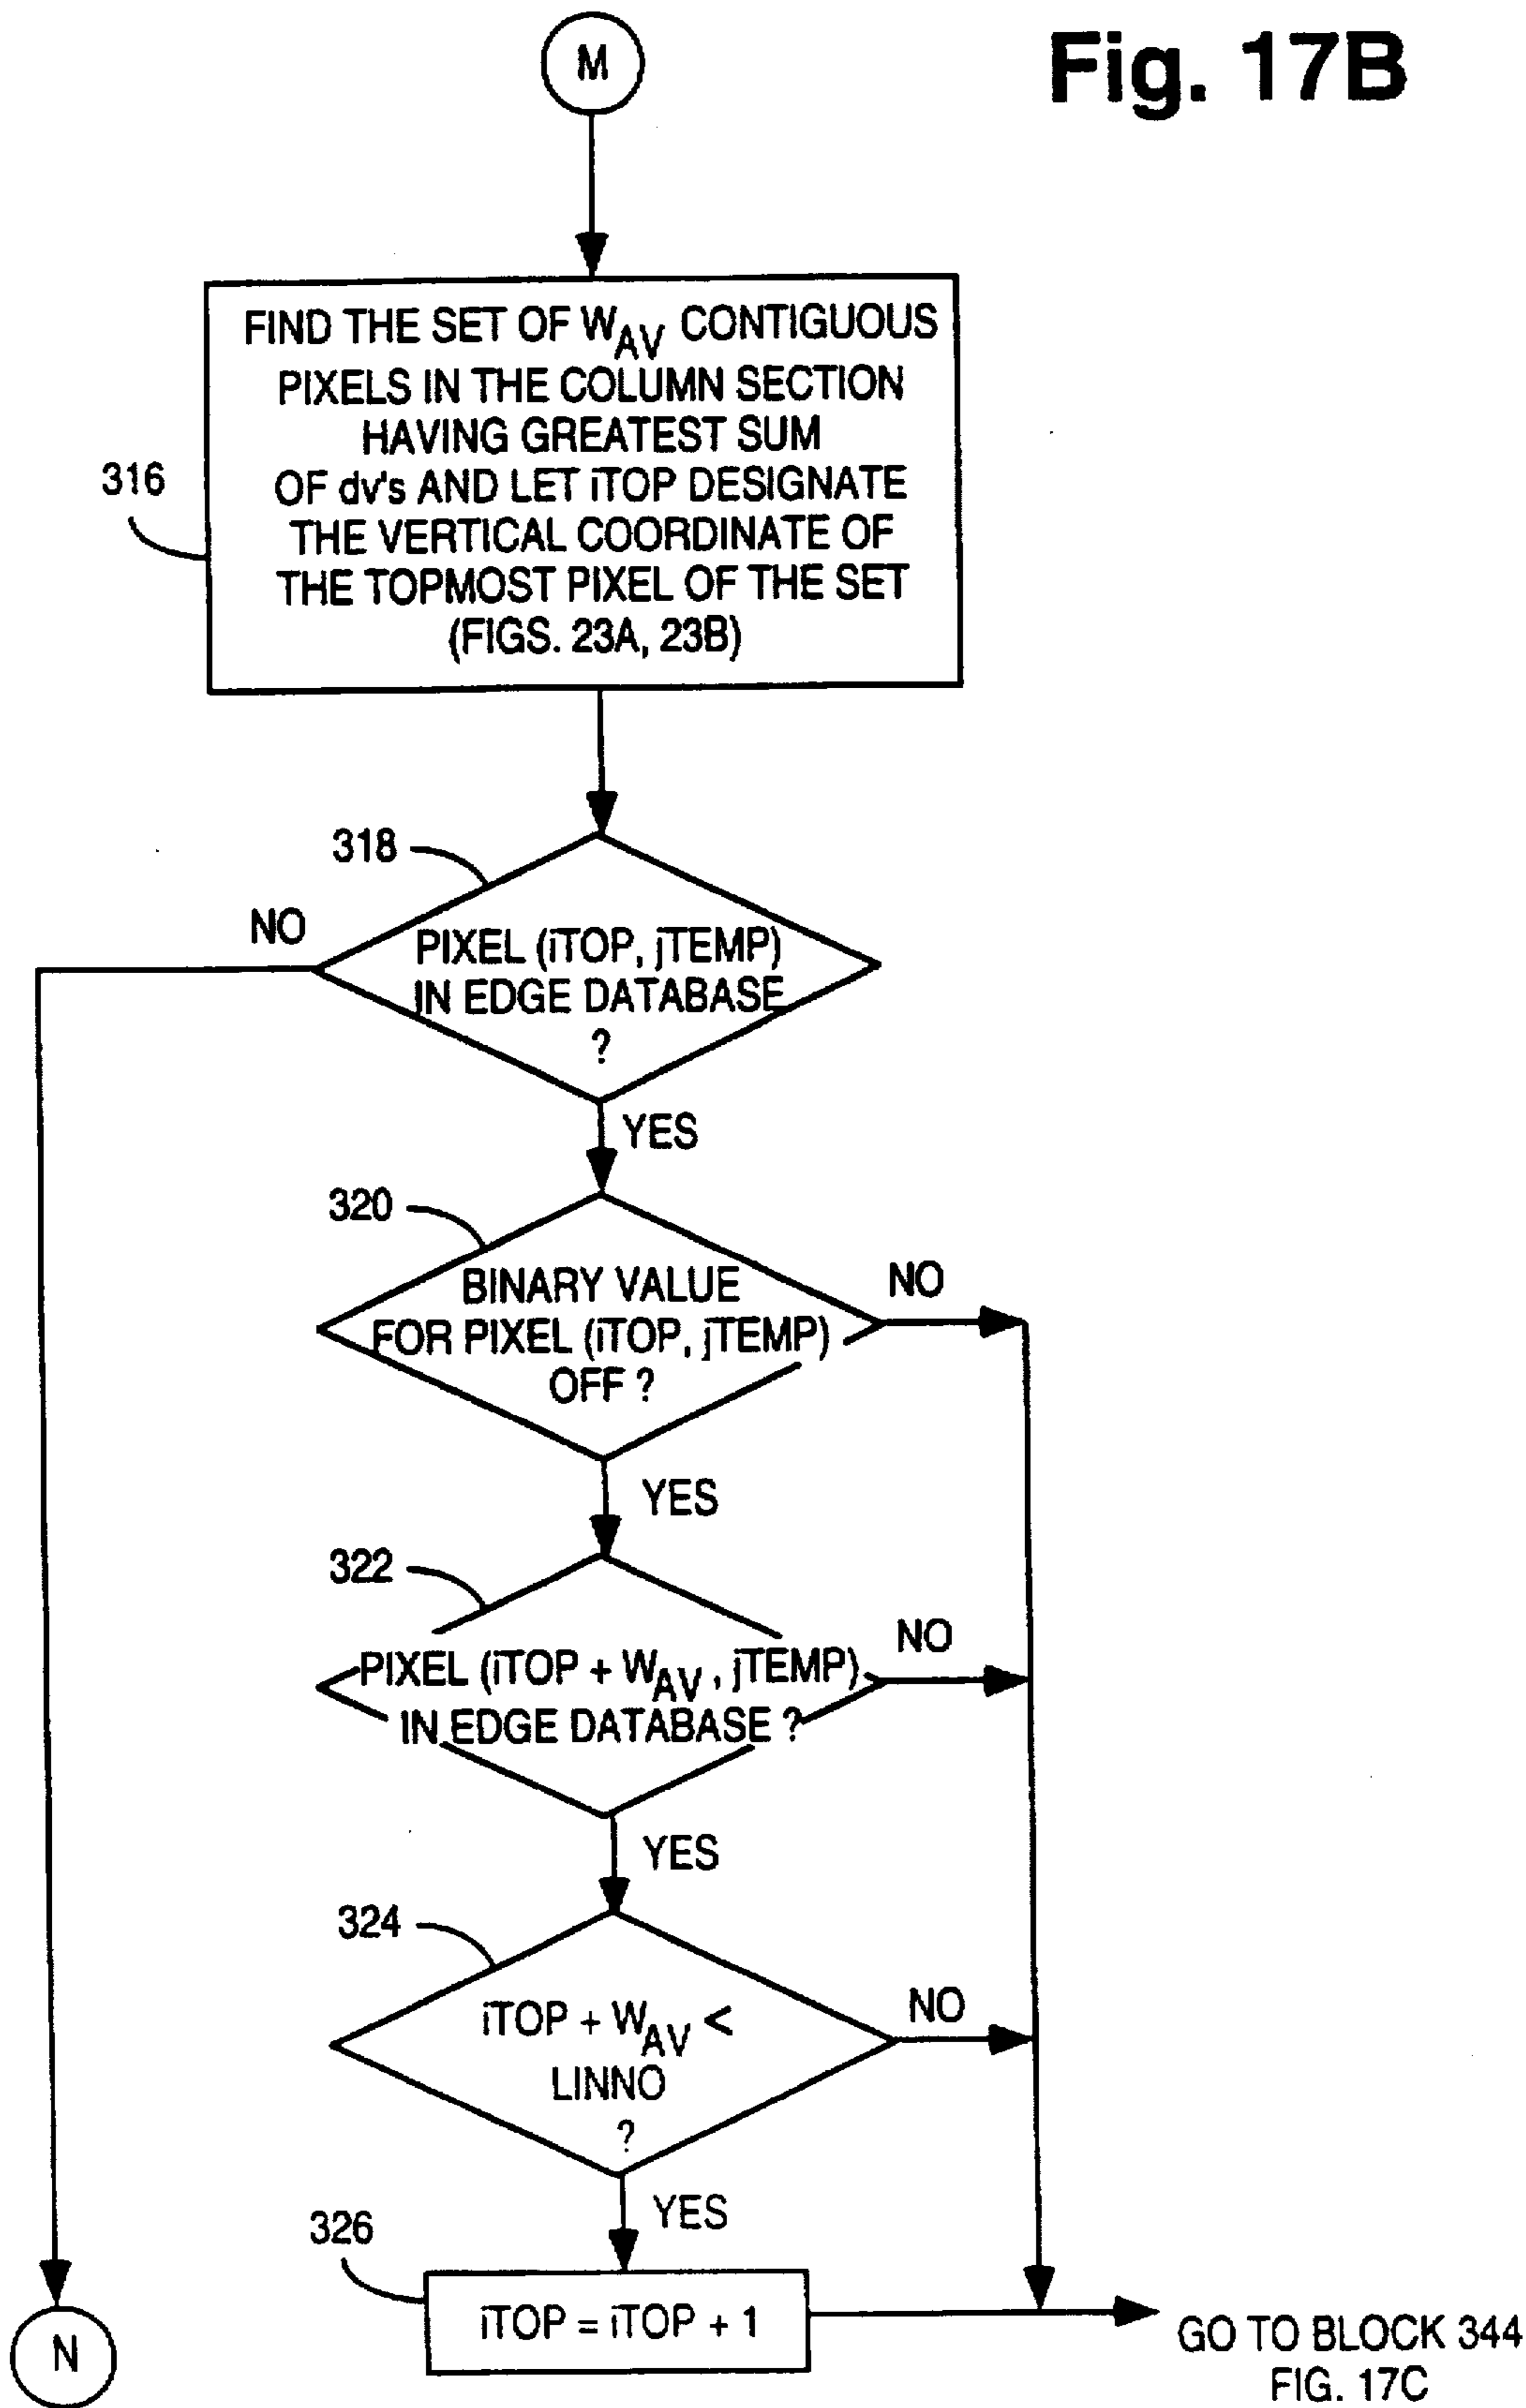 Fig. 17B
M
FIND THE SET OF WAV CONTIGUOUS
PIXELS IN THE COLUMN SECTION
HAVING GREATEST SUM
OF dv's AND LET iTOP DESIGNATE
THE VERTICAL COORDINATE OF
THE TOPMOST PIXEL OF THE SET
(FIGS. 23A, 23B)
316
318
NO
PIXEL (iTOP, jTEMP)
IN EDGE DATABASE
?
YES
320
BINARY VALUE
FOR PIXEL (iTOP, jTEMP)
OFF ?
NO
YES
322
PIXEL (iTOP + WAV, jTEMP)
IN EDGE DATABASE ?
NO
YES
324
iTOP + WAV <
LINNO
?
NO
YES
326
iTOP = iTOP + 1
N
GO TO BLOCK 344
FIG. 17C